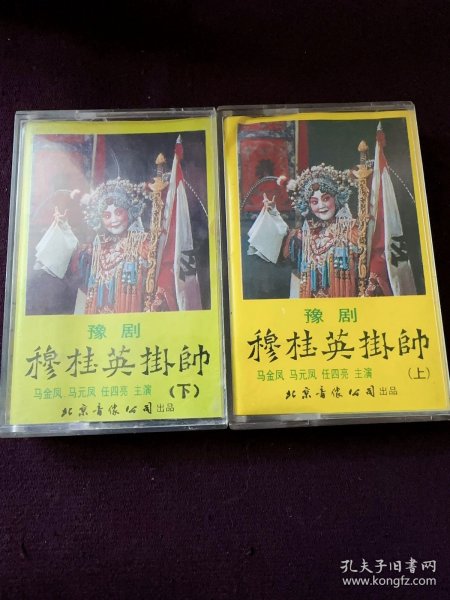 豫剧
穆桂英掛帥
马金凤 马元凤 任四亮 主演 (下)
北京音像公司 出品
豫剧
穆桂英掛帥
马金凤 马元凤 任四亮 主演 (上)
北京音像公司 出品
孔夫子旧书网
www.kongfz.com